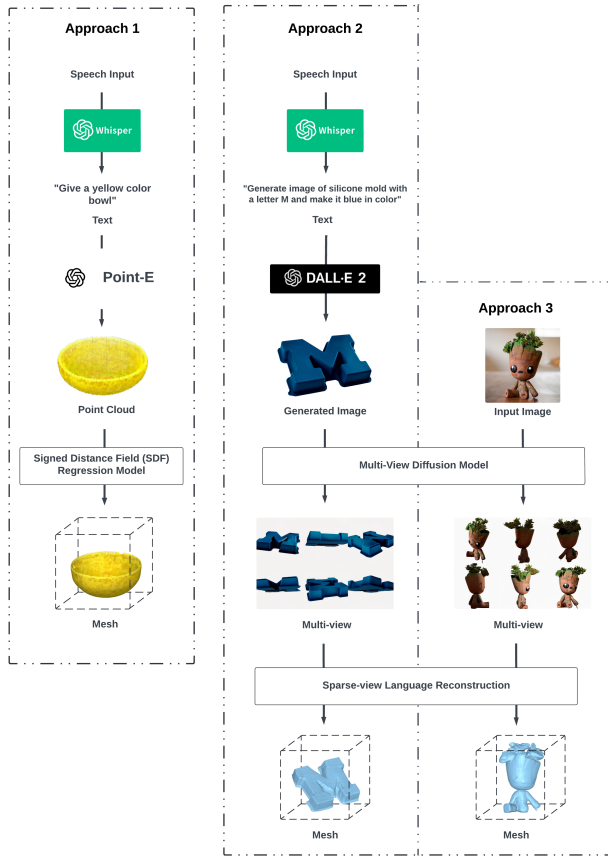 Approach 1
Speech Input
Whisper
"Give a yellow color
bowl"
Text
Point-E
Point Cloud
Signed Distance Field (SDF)
Regression Model
Mesh
Approach 2
Speech Input
Whisper
"Generate image of silicone mold with
a letter M and make it blue in color"
Text
DALL·E 2
M
Generated Image
Approach 3
Input Image
Multi-View Diffusion Model
Multi-view
Multi-view
Sparse-view Language Reconstruction
Mesh
Mesh